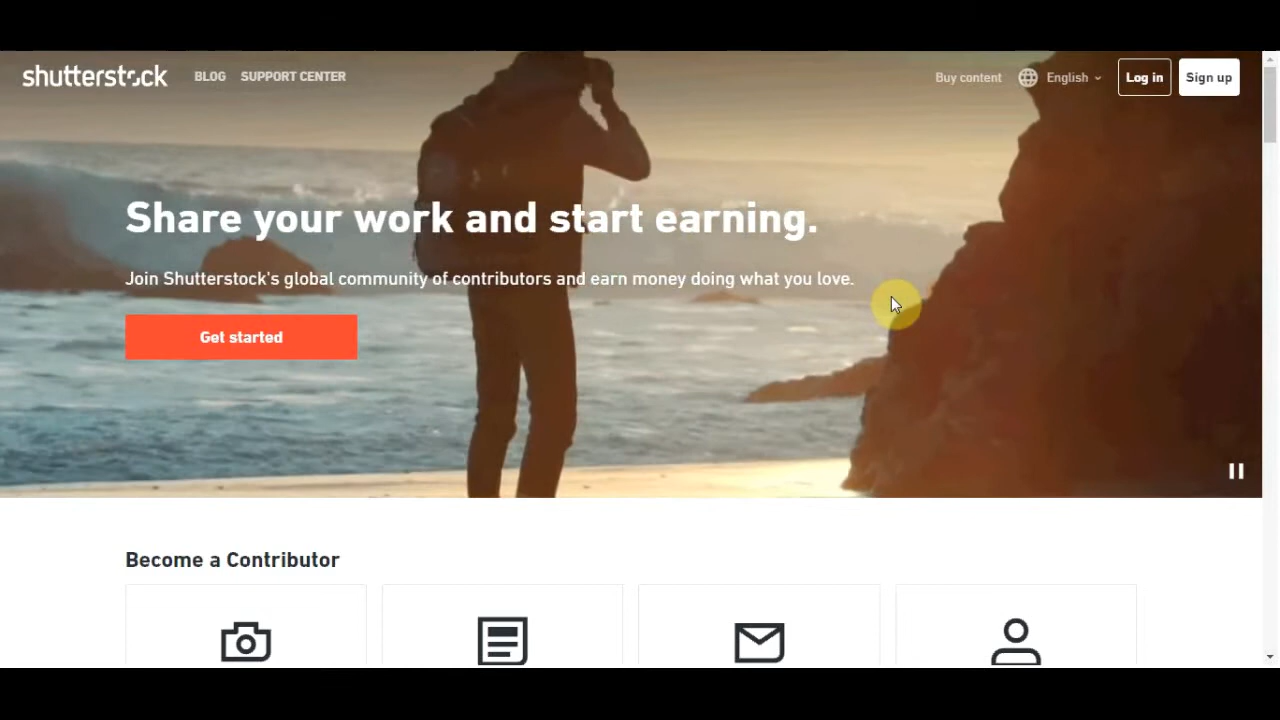 shutterstock
BLOG SUPPORT CENTER
Buy content
English
Log in
Sign up
Share your work and start earning.
Join Shutterstock's global community of contributors and earn money doing what you love.
Get started
Become a Contributor